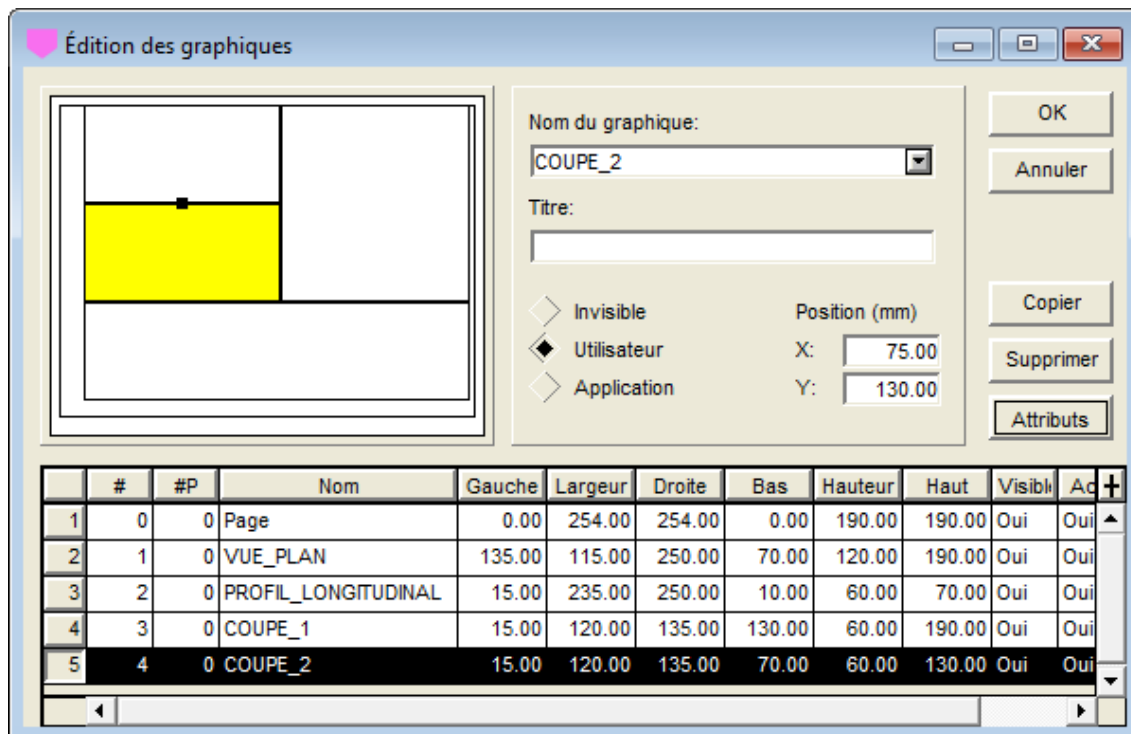 Édition des graphiques
Nom du graphique:
COUPE_2
Titre:
Invisible
Utilisateur
Application
Position (mm)
X: 75.00
Y: 130.00
OK
Annuler
Copier
Supprimer
Attributs
# #P Nom Gauche Largeur Droite Bas Hauteur Haut Visibl Ac +
1 0 0 Page 0.00 254.00 254.00 0.00 190.00 190.00 Oui Oui
2 1 0 VUE_PLAN 135.00 115.00 250.00 70.00 120.00 190.00 Oui Oui
3 2 0 PROFIL_LONGITUDINAL 15.00 235.00 250.00 10.00 60.00 70.00 Oui Oui
4 3 0 COUPE_1 15.00 120.00 135.00 130.00 60.00 190.00 Oui Oui
5 4 0 COUPE_2 15.00 120.00 135.00 70.00 60.00 130.00 Oui Oui